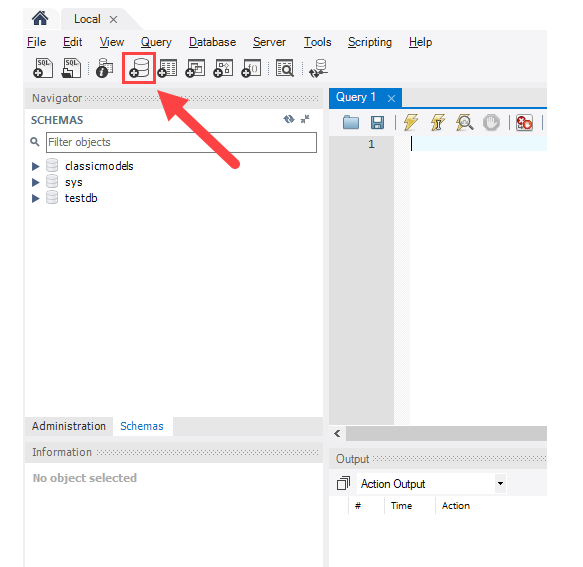 Local
File Edit View Query Database Server Tools Scripting Help
SQL SQL
Navigator
SCHEMAS
Filter objects
classicmodels
sys
testdb
Administration Schemas
Information
No object selected
Query 1
1
Output
Action Output
# Time Action